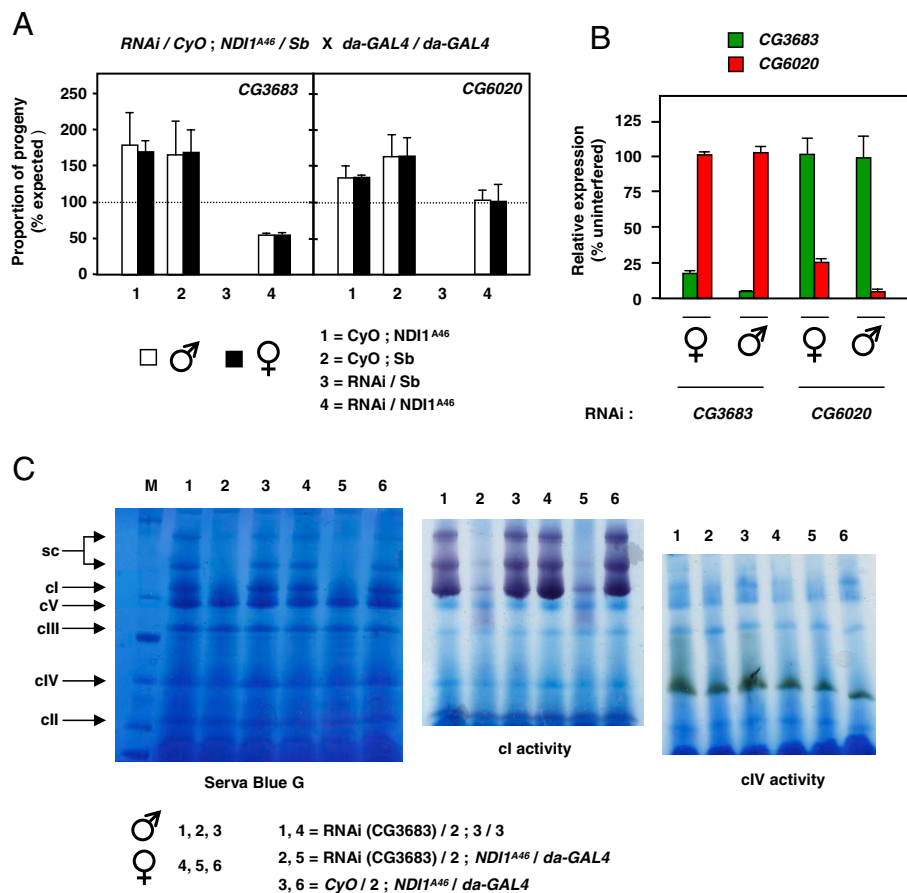 A
RNAi / CyO ; NDI1A46 / Sb X da-GAL4 / da-GAL4
CG3683 CG6020
Proportion of progeny
(% expected)
250
200
150
100
50
0
1 2 3 4 1 2 3 4
♂ ♀
1 = CyO ; NDI1A46
2 = CyO ; Sb
3 = RNAi / Sb
4 = RNAi / NDI1A46
B
CG3683
CG6020
Relative expression
(% uninterfered)
125
100
75
50
25
0
♀ ♂ ♀ ♂
RNAi : CG3683 CG6020
C
M 1 2 3 4 5 6
sc
cI
cV
cIII
cIV
cII
Serva Blue G
1 2 3 4 5 6
cI activity
1 2 3 4 5 6
cIV activity
♂ 1, 2, 3
♀ 4, 5, 6
1, 4 = RNAi (CG3683) / 2 ; 3 / 3
2, 5 = RNAi (CG3683) / 2 ; NDI1A46 / da-GAL4
3, 6 = CyO / 2 ; NDI1A46 / da-GAL4